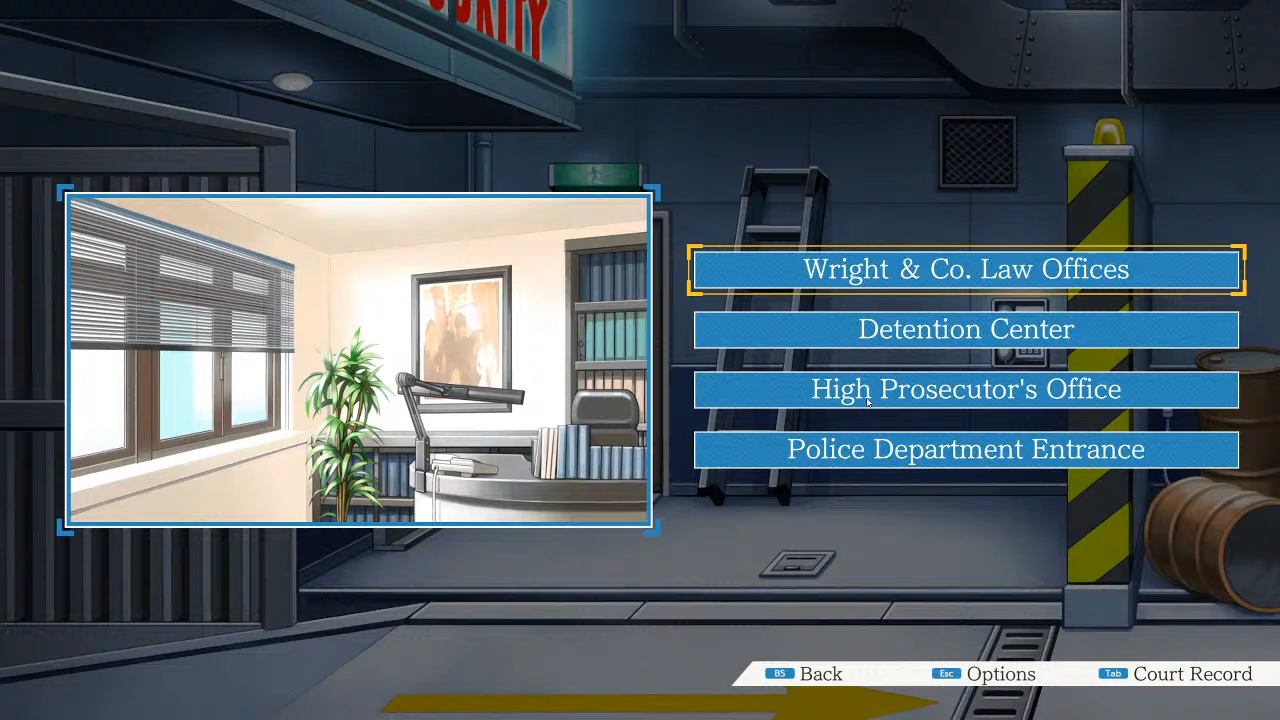 Wright & Co. Law Offices
Detention Center
High Prosecutor's Office
Police Department Entrance
BS Back
Esc Options
Tab Court Record